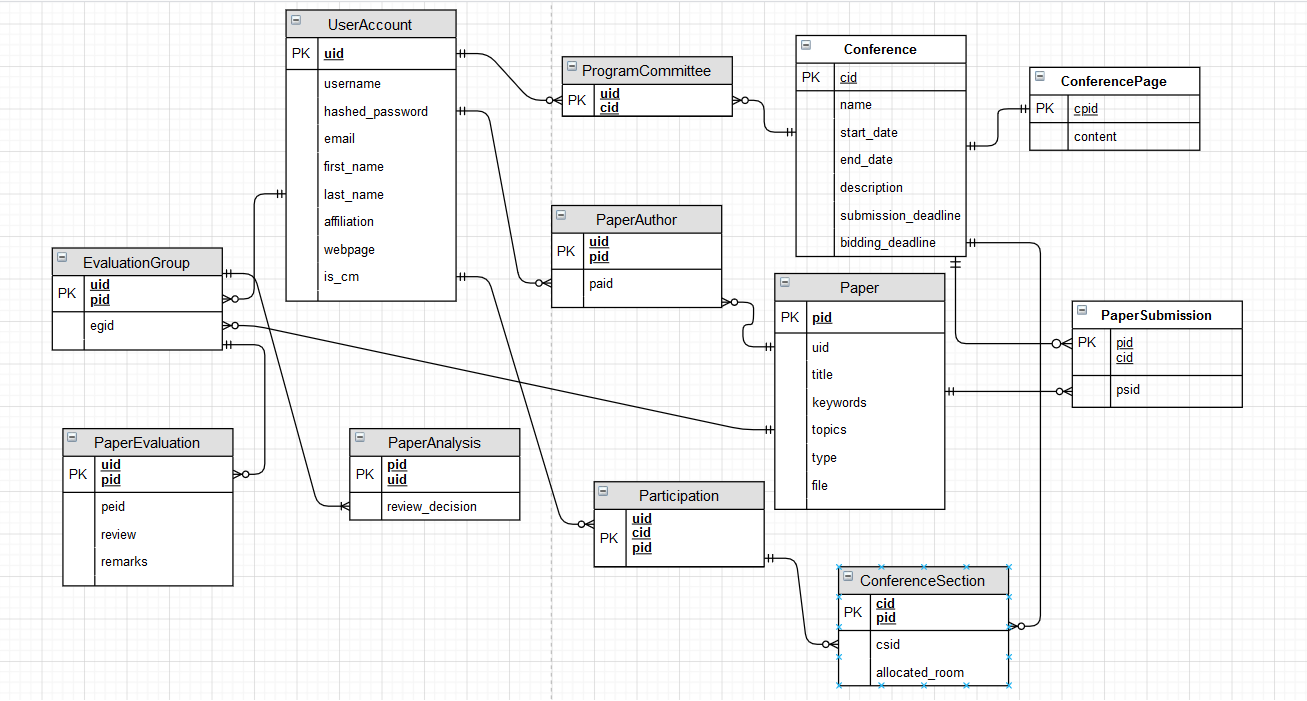 UserAccount
PK
uid
username
hashed_password
email
first_name
last_name
affiliation
webpage
is_cm
ProgramCommittee
PK
uid
cid
Conference
PK
cid
name
start_date
end_date
description
submission_deadline
bidding_deadline
ConferencePage
PK
cpid
content
EvaluationGroup
PK
uid
pid
egid
PaperAuthor
PK
uid
pid
paid
Paper
PK
pid
uid
title
keywords
topics
type
file
PaperSubmission
PK
pid
cid
psid
PaperEvaluation
PK
uid
pid
peid
review
remarks
PaperAnalysis
PK
pid
uid
review_decision
Participation
PK
uid
cid
pid
ConferenceSection
PK
cid
pid
csid
allocated_room